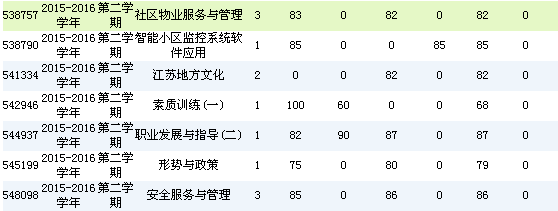 538757 2015-2016学年 第二学期 社区物业服务与管理 3 83 0 82 0 82 0
538790 2015-2016学年 第二学期 智能小区监控系统软件应用 1 85 0 0 85 85 0
541334 2015-2016学年 第二学期 江苏地方文化 2 0 0 82 0 82 0
542946 2015-2016学年 第二学期 素质训练(一) 1 100 60 0 0 68 0
544937 2015-2016学年 第二学期 职业发展与指导(二) 1 82 90 87 0 87 0
545199 2015-2016学年 第二学期 形势与政策 1 75 0 80 0 79 0
548098 2015-2016学年 第二学期 安全服务与管理 3 85 0 86 0 86 0